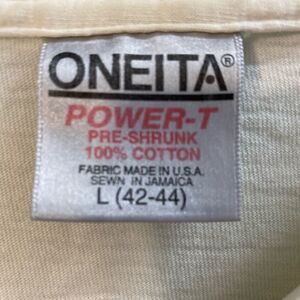 ONEITA®
POWER-T
PRE-SHRUNK
100% COTTON
FABRIC MADE IN U.S.A.
SEWN IN JAMAICA
L (42-44)